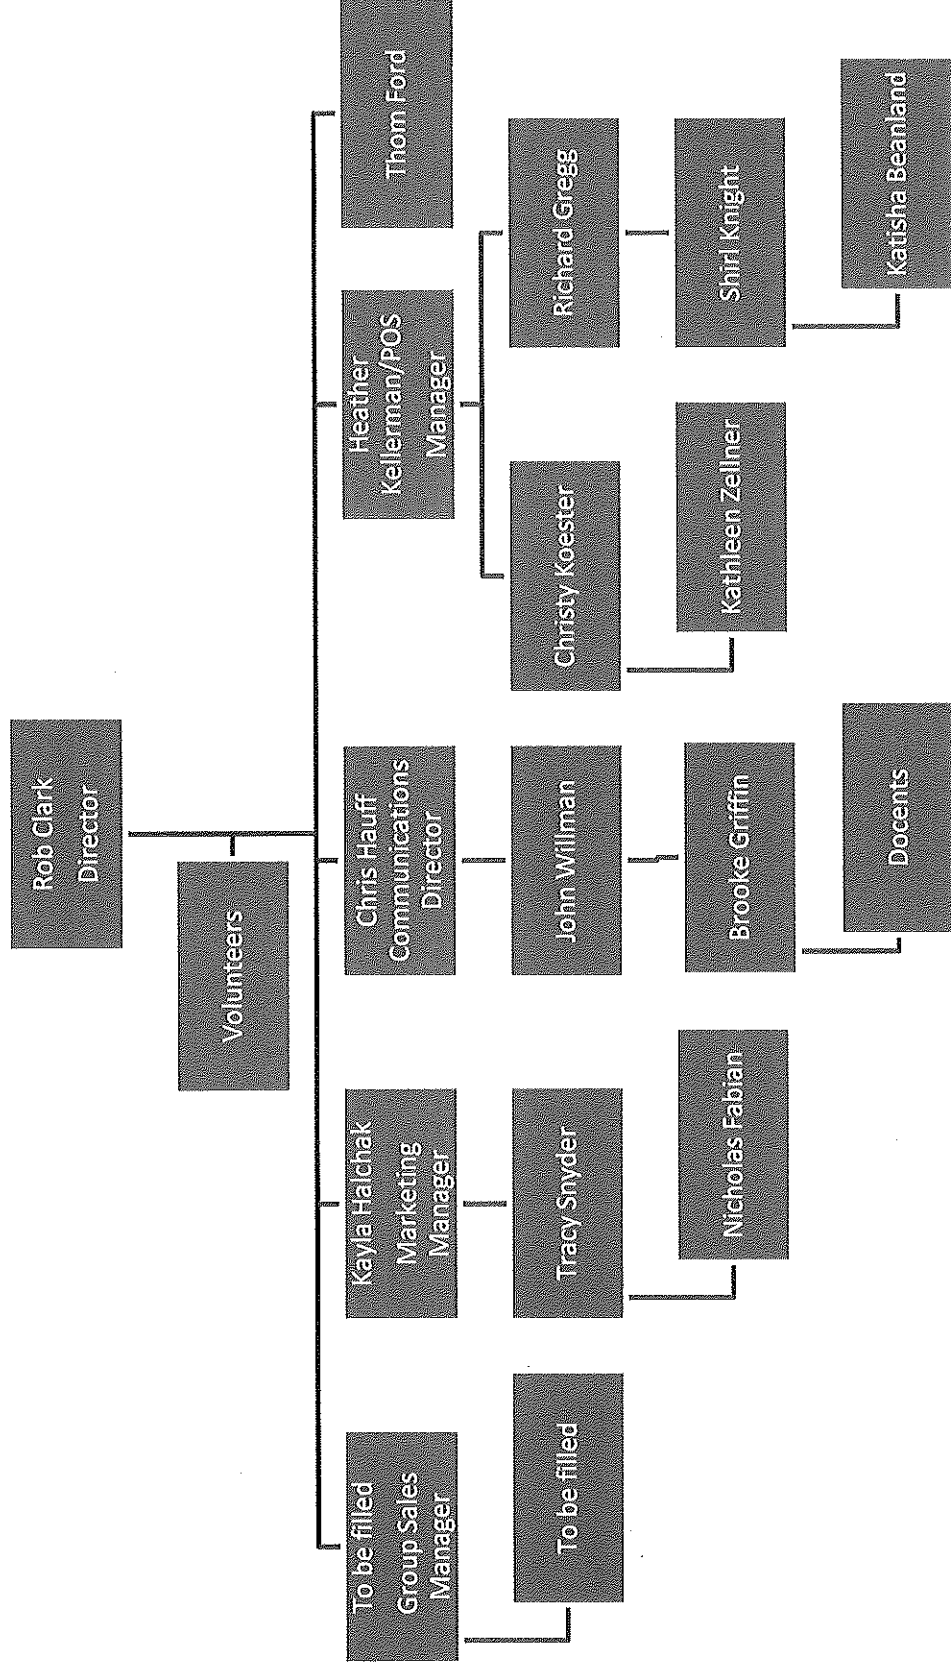 Rob Clark
Director
Volunteers
To be filled
Group Sales
Manager
Kayla Halchak
Marketing
Manager
Chris Hauff
Communications
Director
Heather
Kellerman/POS
Manager
Thom Ford
To be filled
Tracy Snyder
John Willman
Christy Koester
Richard Gregg
Nicholas Fabian
Brooke Griffin
Kathleen Zellner
Shirl Knight
Docents
Katisha Beanland